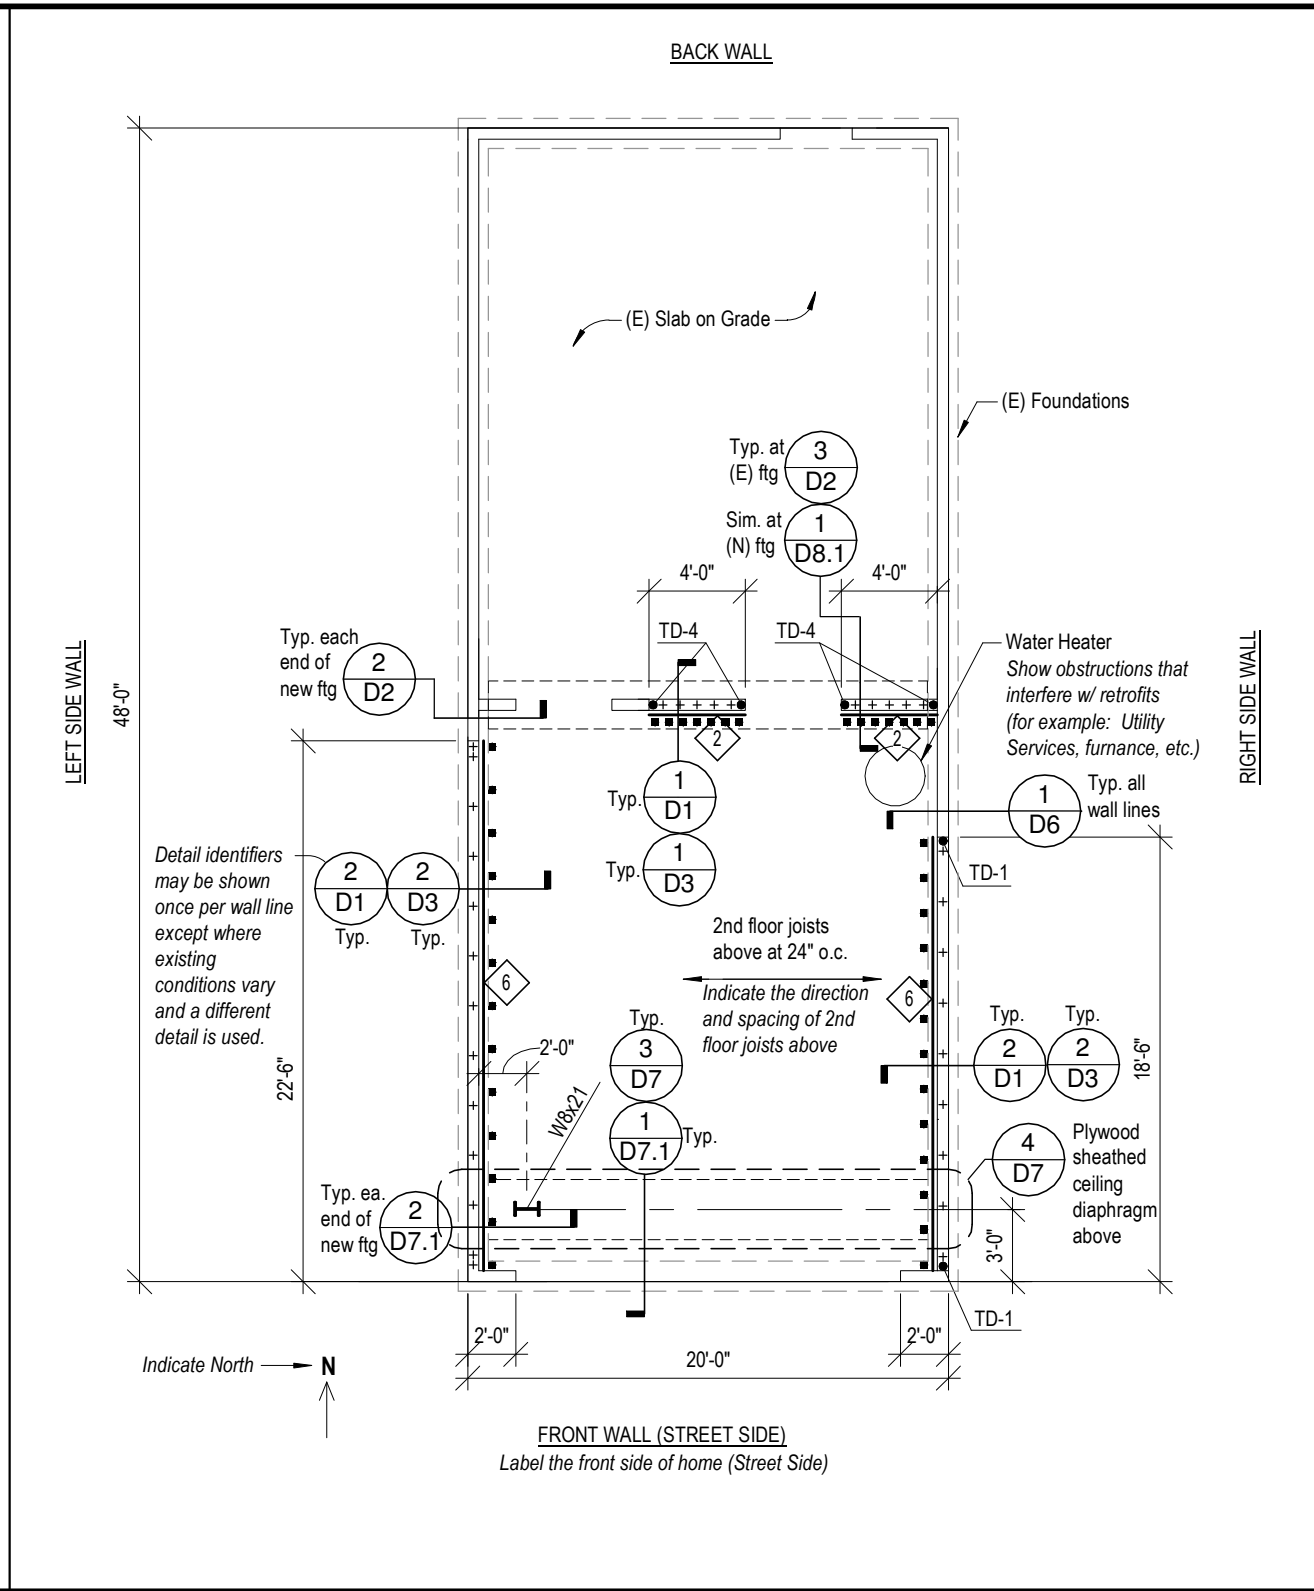 BACK WALL
(E) Slab on Grade
(E) Foundations
Typ. at
(E) ftg
3
D2
Sim. at
(N) ftg
1
D8.1
4'-0"
4'-0"
TD-4
TD-4
Typ. each
end of
new ftg
2
D2
Water Heater
Show obstructions that
interfere w/ retrofits
(for example: Utility
Services, furnance, etc.)
LEFT SIDE WALL
48'-0"
RIGHT SIDE WALL
2
2
Typ.
1
D1
Typ.
1
D3
1
D6
Typ. all
wall lines
Detail identifiers
may be shown
once per wall line
except where
existing
conditions vary
and a different
detail is used.
2
D1
2
D3
Typ.
Typ.
TD-1
2nd floor joists
above at 24" o.c.
Indicate the direction
and spacing of 2nd
floor joists above
6
6
22'-6"
2'-0"
W8x21
Typ.
3
D7
1
D7.1
Typ.
Typ.
Typ.
2
D1
2
D3
18'-6"
4
D7
Plywood
sheathed
ceiling
diaphragm
above
Typ. ea.
end of
new ftg
2
D7.1
3'-0"
TD-1
2'-0"
2'-0"
20'-0"
Indicate North
N
FRONT WALL (STREET SIDE)
Label the front side of home (Street Side)